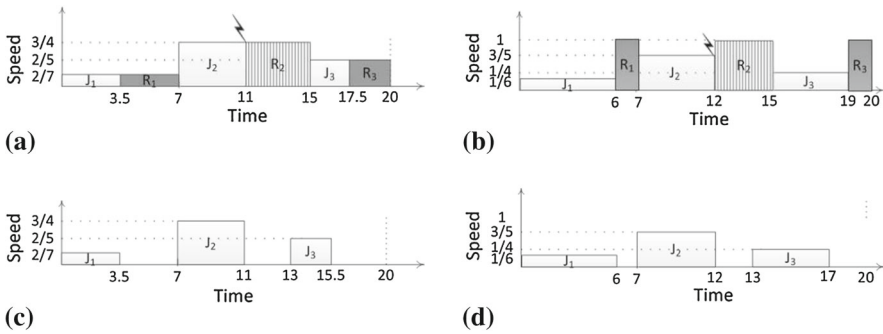 Speed
3/4
2/5
2/7
J1
R1
J2
R2
J3
R3
3.5 7 11 15 17.5 20
Time
(a)
Speed
1
3/5
1/4
1/6
J1
R1
J2
R2
J3
R3
6 7 12 15 19 20
Time
(b)
Speed
3/4
2/5
2/7
J1
J2
J3
3.5 7 11 13 15.5 20
Time
(c)
Speed
1
3/5
1/4
1/6
J1
J2
J3
6 7 12 13 17 20
Time
(d)